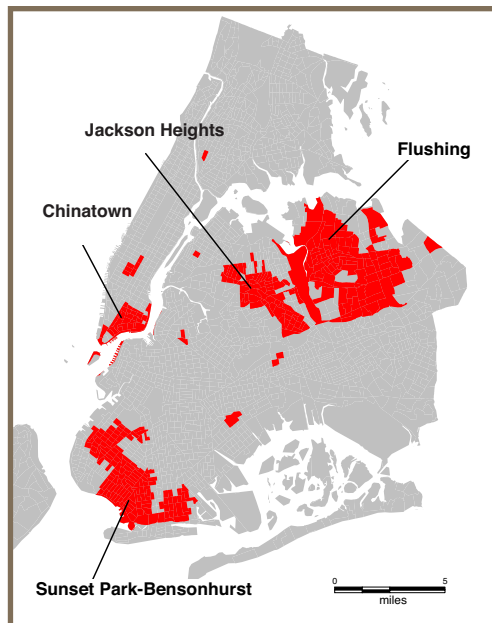 Jackson Heights
Flushing
Chinatown
Sunset Park-Bensonhurst
0 5
miles